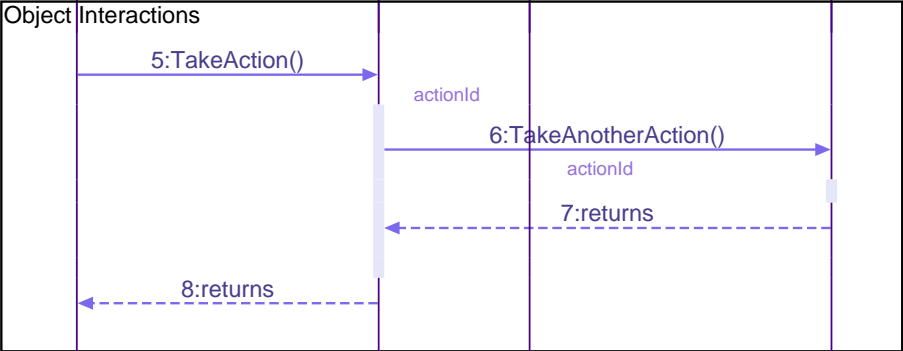 Object Interactions
5:TakeAction()
actionId
6:TakeAnotherAction()
actionId
7:returns
8:returns